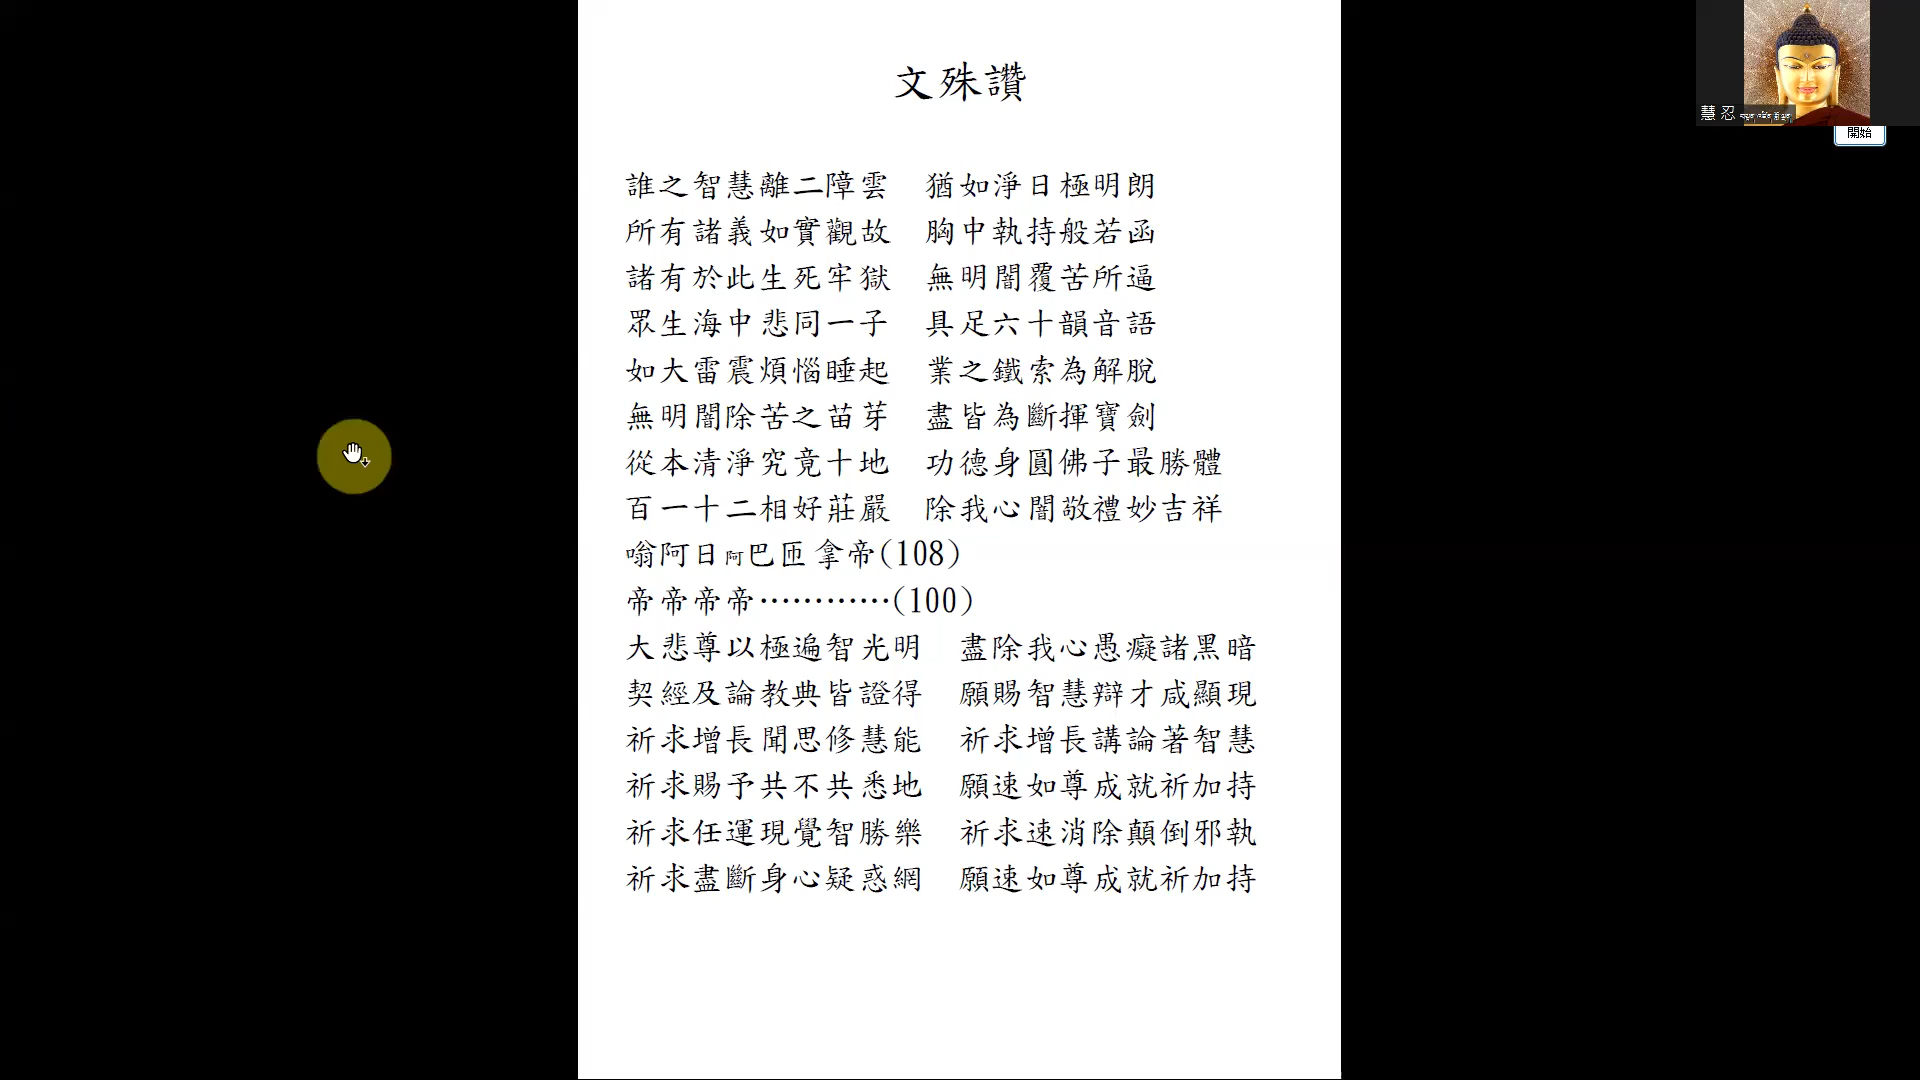 文殊讚
誰之智慧離二障雲　猶如淨日極明朗
所有諸義如實觀故　胸中執持般若函
諸有於此生死牢獄　無明闇覆苦所逼
眾生海中悲同一子　具足六十韻音語
如大雷震煩惱睡起　業之鐵索為解脫
無明闇除苦之苗芽　盡皆為斷揮寶劍
從本清淨究竟十地　功德身圓佛子最勝體
百一十二相好莊嚴　除我心闇敬禮妙吉祥
嗡阿日阿巴匝拿帝(108)
帝帝帝帝…………(100)
大悲尊以極遍智光明　盡除我心愚癡諸黑暗
契經及論教典皆證得　願賜智慧辯才咸顯現
祈求增長聞思修慧能　祈求增長講論著智慧
祈求賜予共不共悉地　願速如尊成就祈加持
祈求任運現覺智勝樂　祈求速消除顛倒邪執
祈求盡斷身心疑惑網　願速如尊成就祈加持
慧 忍
開始